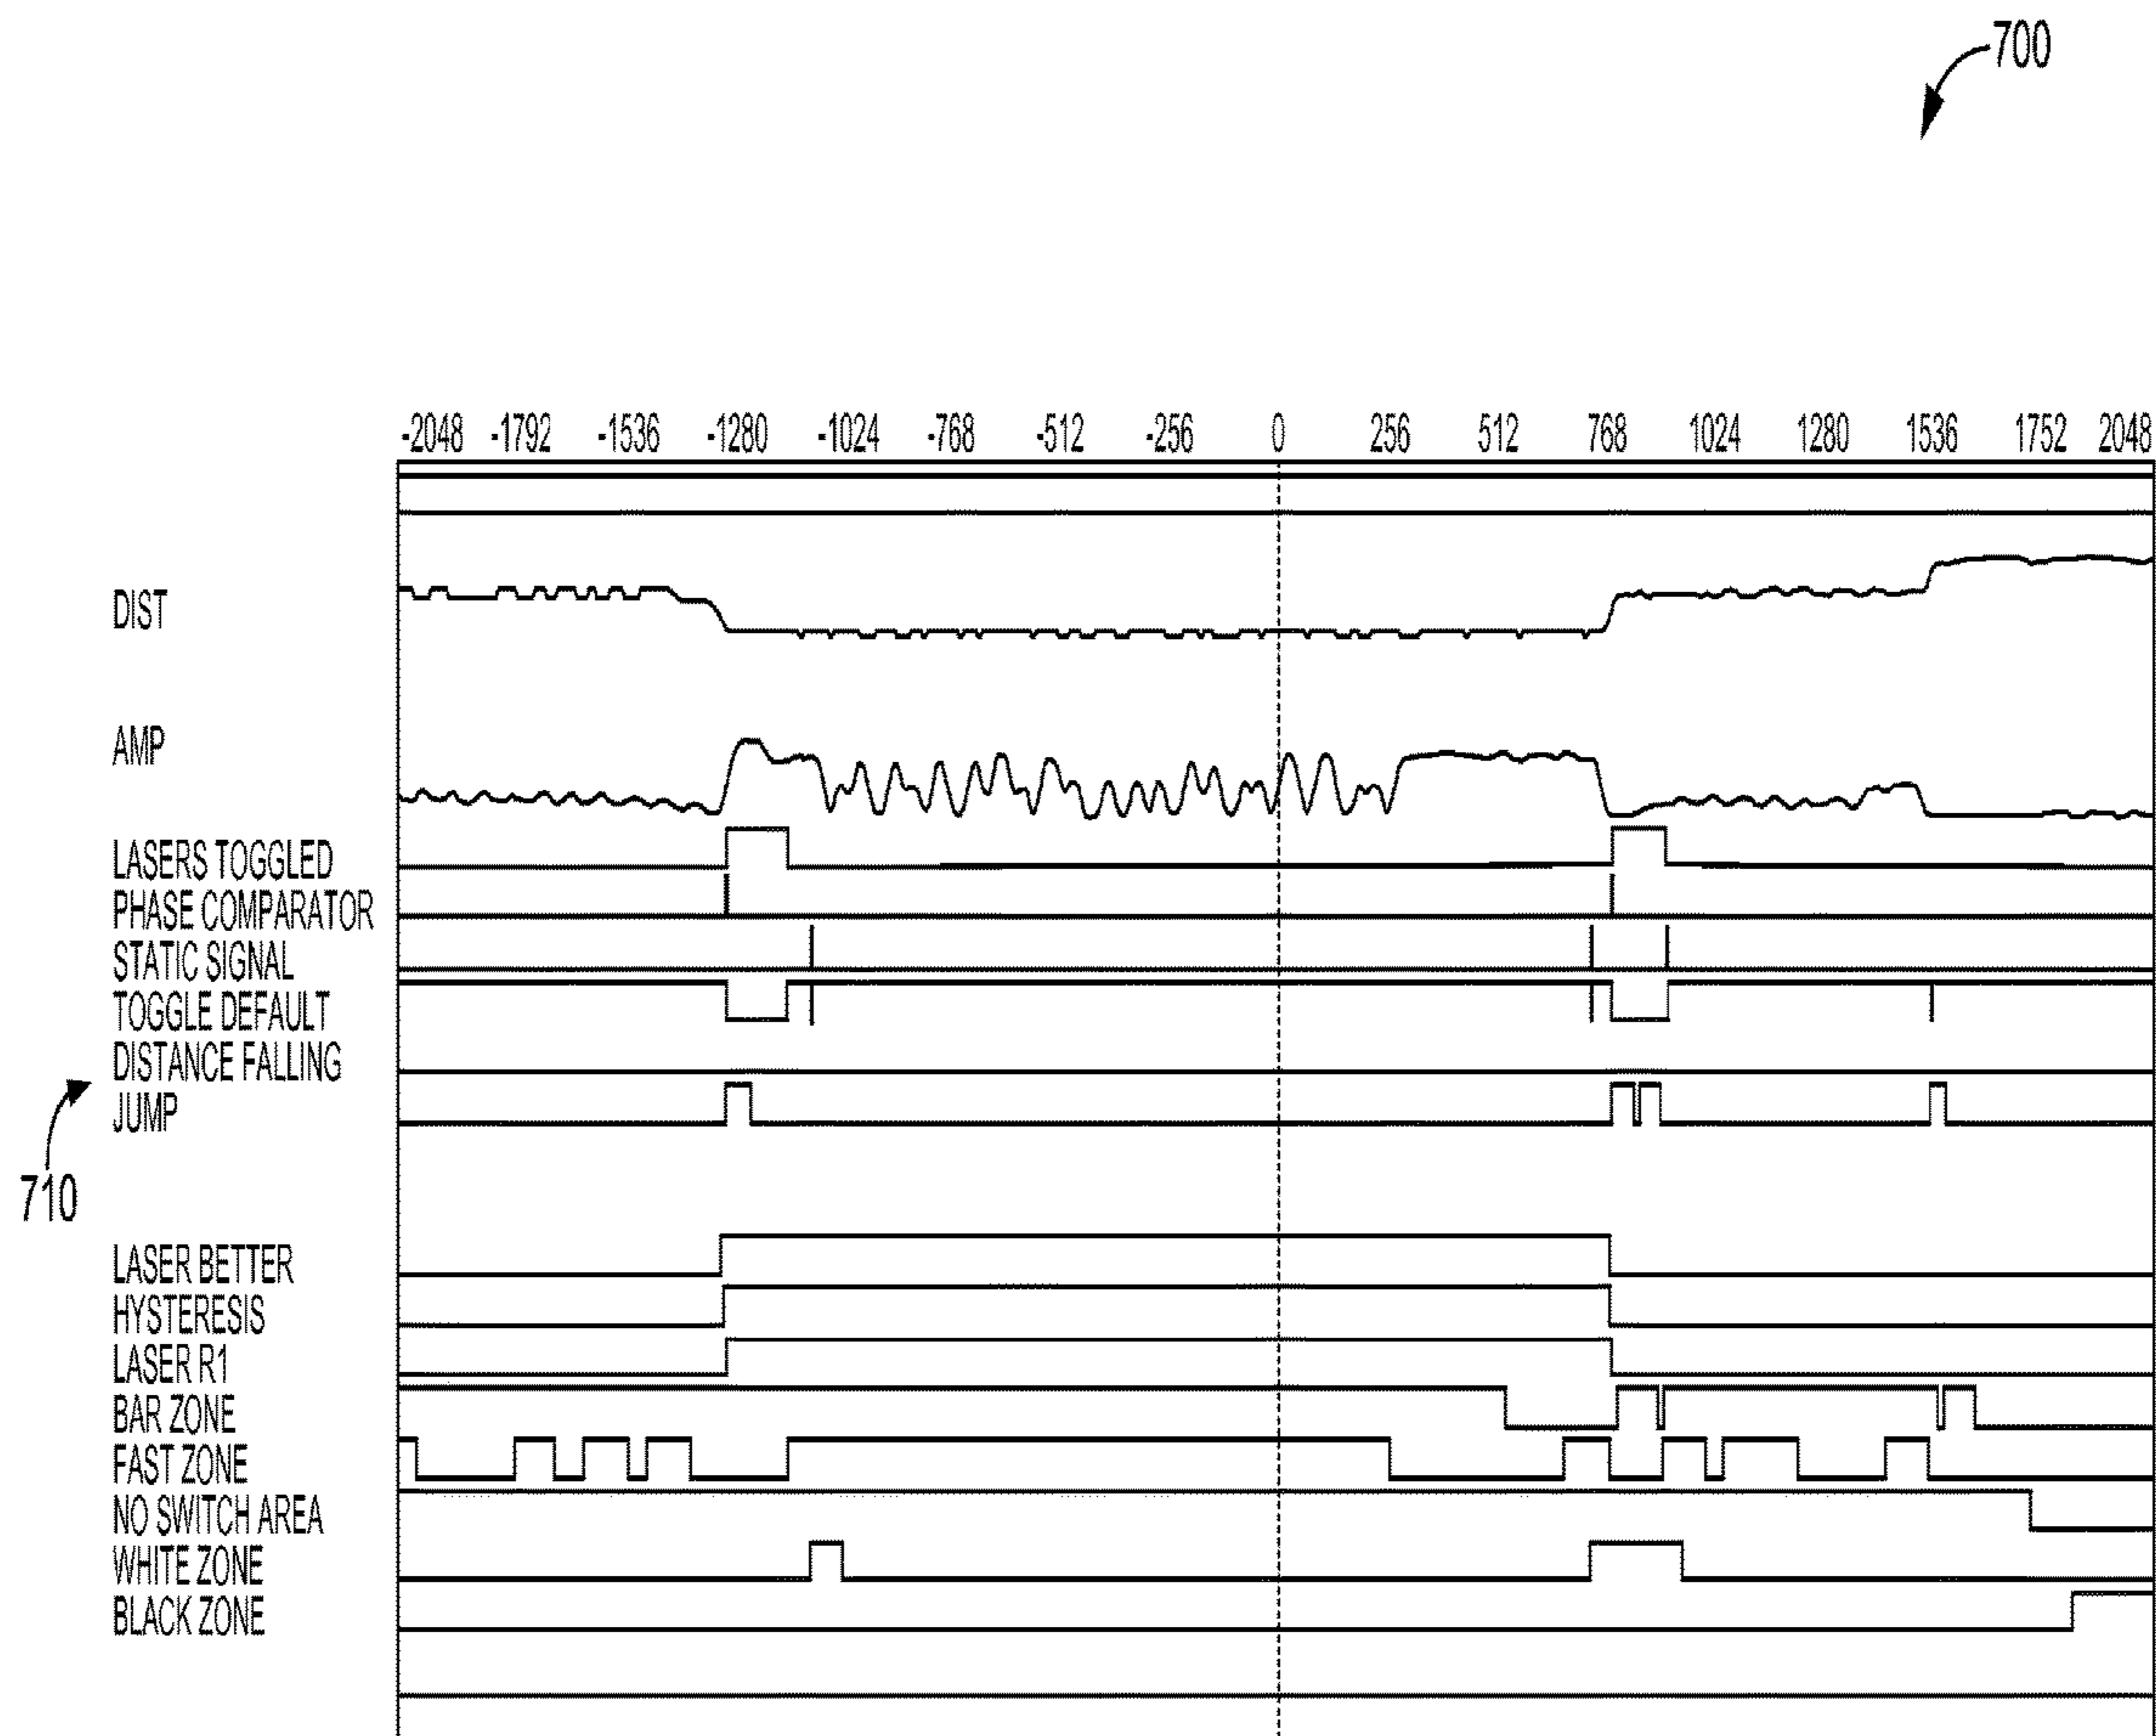 700
-2048 -1792 -1536 -1280 -1024 -768 -512 -256 0 256 512 768 1024 1280 1536 1752 2048
DIST
AMP
LASERS TOGGLED
PHASE COMPARATOR
STATIC SIGNAL
TOGGLE DEFAULT
DISTANCE FALLING
JUMP
710
LASER BETTER
HYSTERESIS
LASER R1
BAR ZONE
FAST ZONE
NO SWITCH AREA
WHITE ZONE
BLACK ZONE